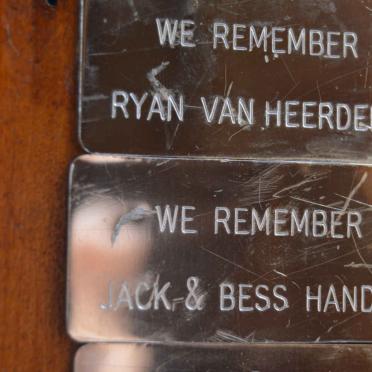 WE REMEMBER
RYAN VAN HEERDE
WE REMEMBER
JACK & BESS HAND